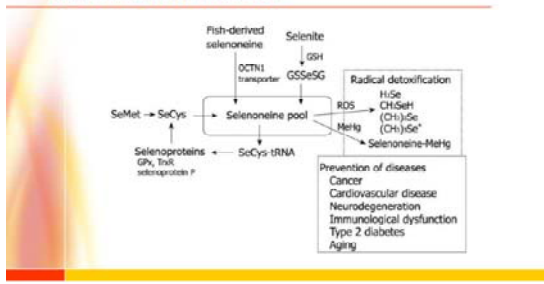 Fish-derived
selenoneine
Selenite
OCTN1
transporter
GSH
GSSeSG
Radical detoxification
H₂Se
CH₃SeH
(CH₃)₂Se
(CH₃)₃Se⁺
Selenoneine-MeHg
ROS
MeHg
SeMet → SeCys → Selenoneine pool
Selenoproteins ← SeCys-tRNA
GPx, TrxR
selenoprotein P
Prevention of diseases
Cancer
Cardiovascular disease
Neurodegeneration
Immunological dysfunction
Type 2 diabetes
Aging